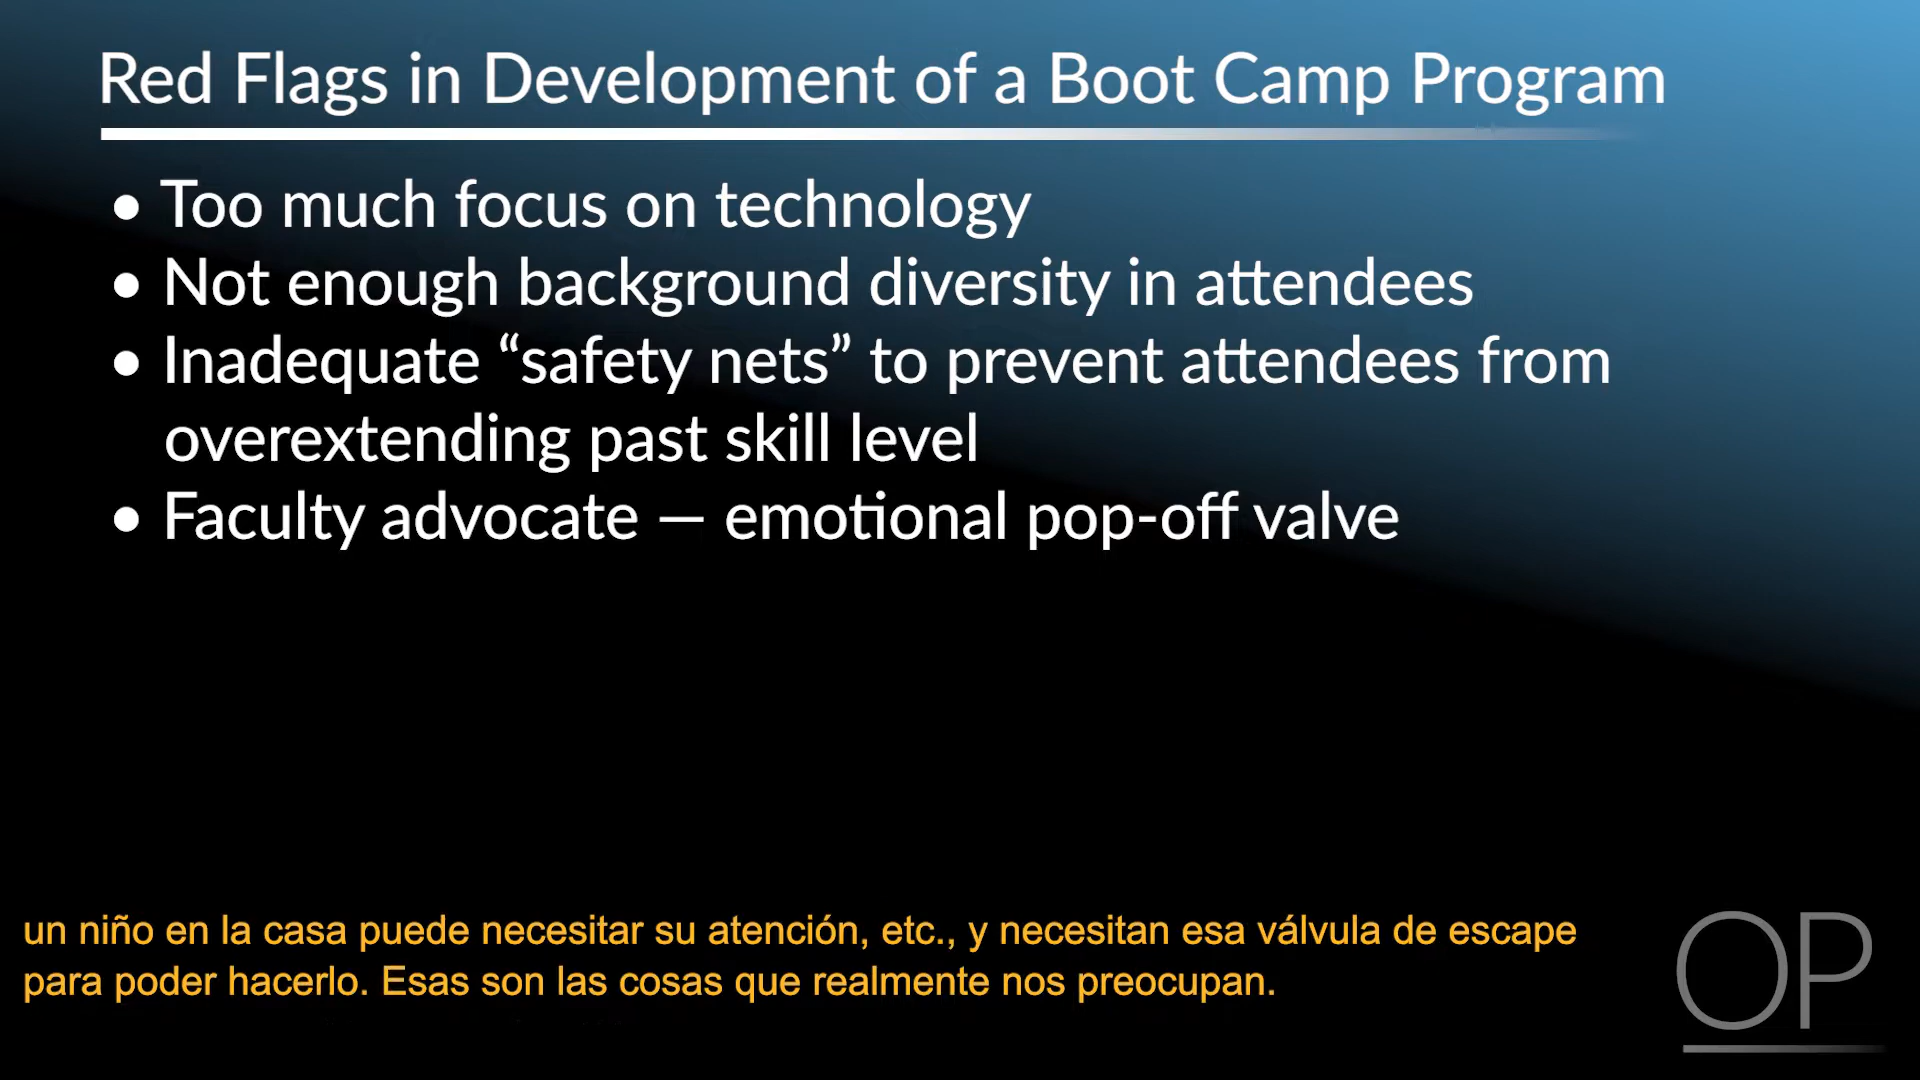 Red Flags in Development of a Boot Camp Program
• Too much focus on technology
• Not enough background diversity in attendees
• Inadequate “safety nets” to prevent attendees from
overextending past skill level
• Faculty advocate — emotional pop-off valve
un niño en la casa puede necesitar su atención, etc., y necesitan esa válvula de escape
para poder hacerlo. Esas son las cosas que realmente nos preocupan.
OP